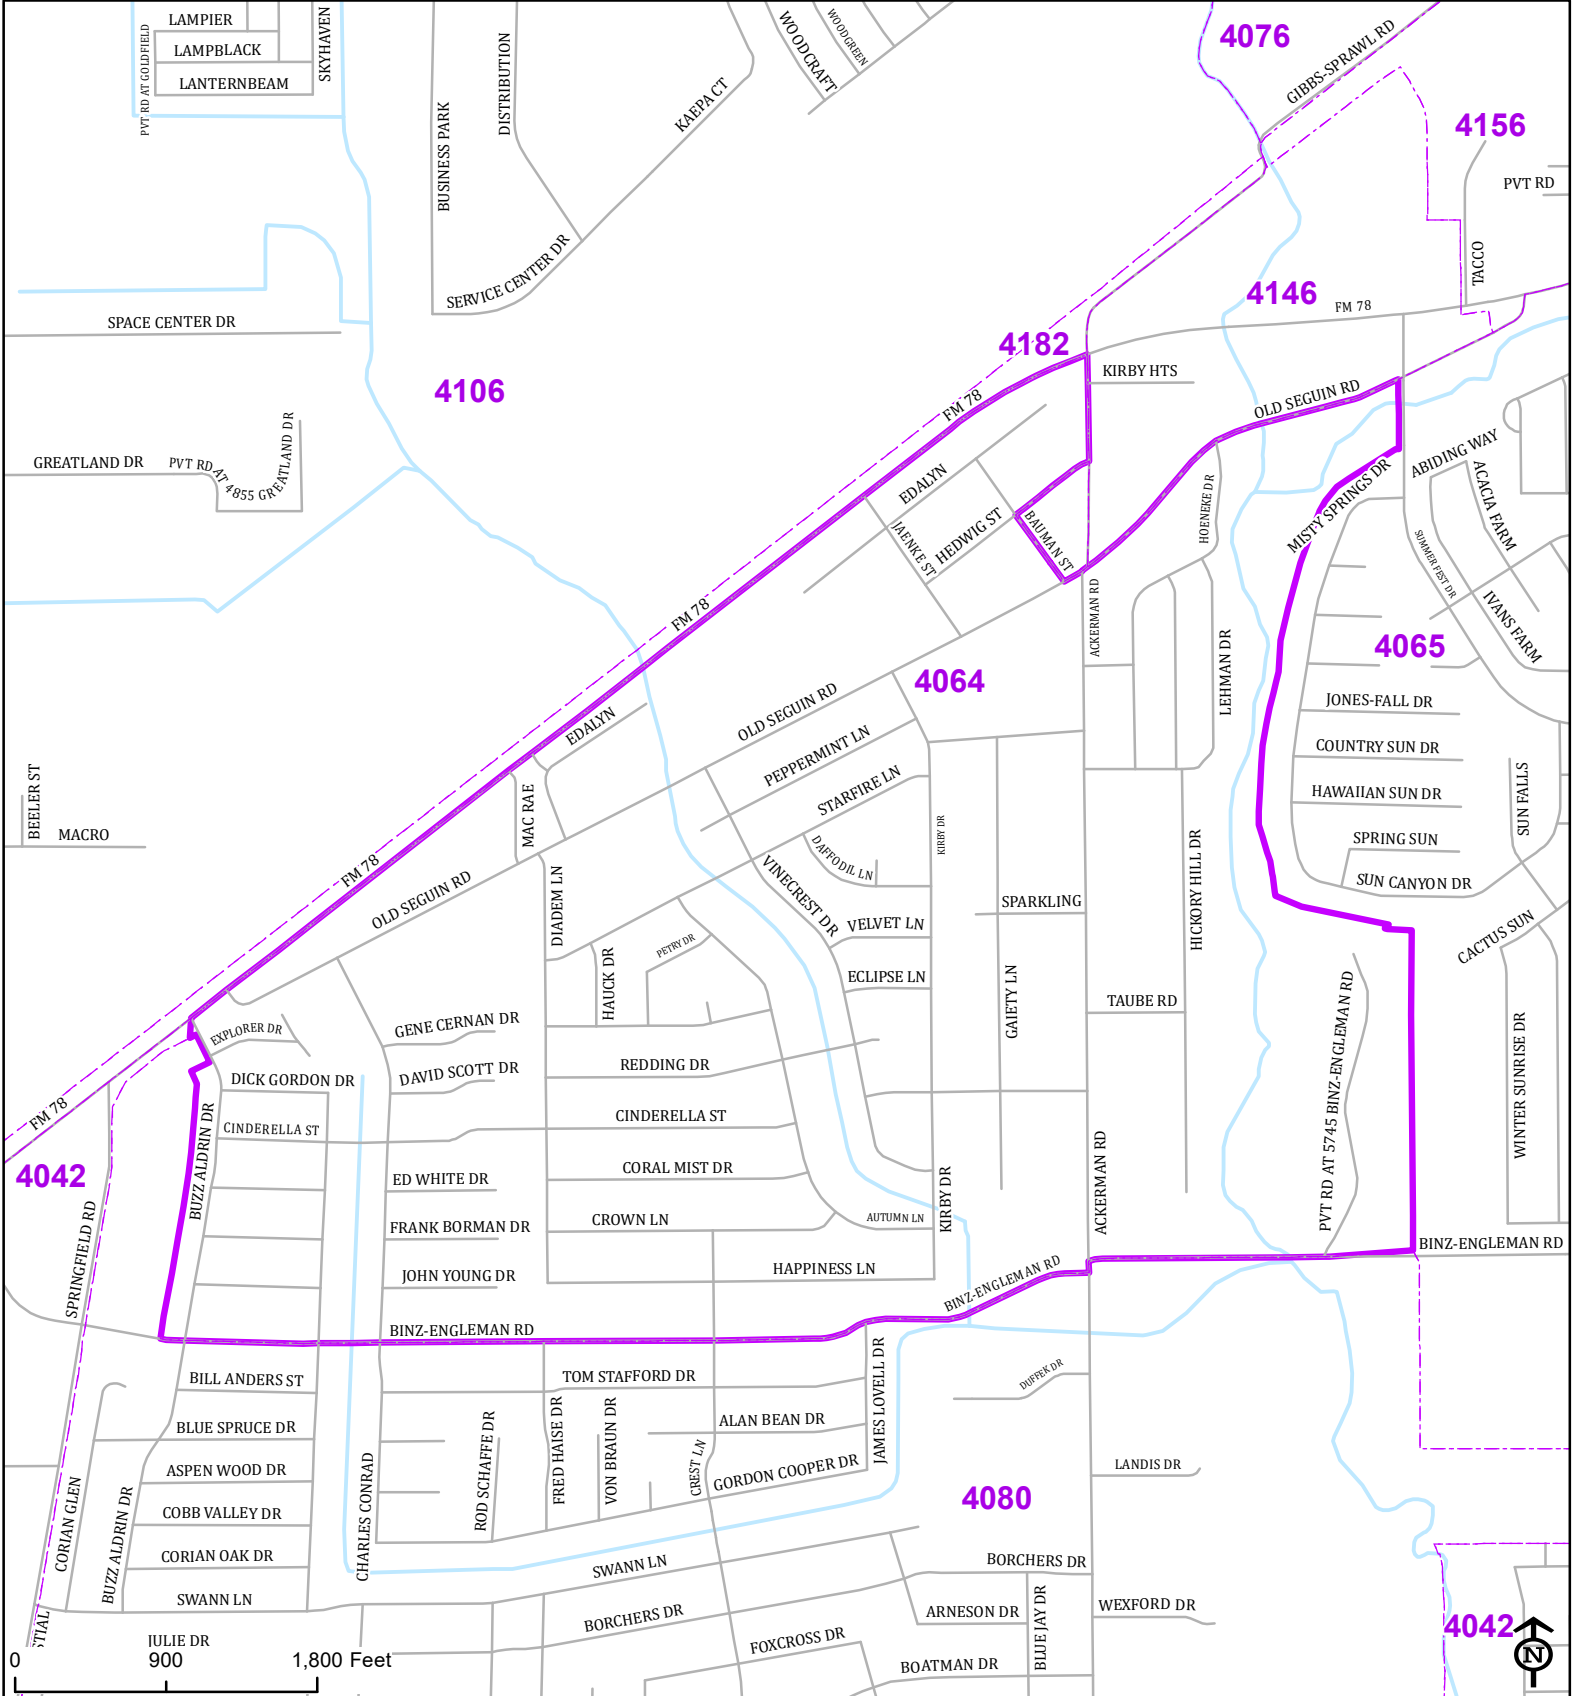 LAMPIER
SKYHAVEN
WOODCRAFT
WOODGREEN
4076
GIBBS-SPRAWL RD
PVT RD AT GOLDFIELD
LAMPBLACK
DISTRIBUTION
LANTERNBEAM
KAEPA CT
4156
BUSINESS PARK
PVT RD
SERVICE CENTER DR
TACCO
4146
FM 78
SPACE CENTER DR
4182
KIRBY HTS
4106
FM 78
OLD SEGUIN RD
GREATLAND DR
PVT RD AT 4855 GREATLAND DR
EDALYN
ABIDING WAY
ACACIA FARM
MISTY SPRINGS DR
HOENEKE DR
JAENKE ST
HEDWIG ST
BAUMAN ST
SUMMER FEST DR
FM 78
ACKERMAN RD
IVANS FARM
4065
4064
LEHMAN DR
OLD SEGUIN RD
JONES-FALL DR
EDALYN
PEPPERMINT LN
COUNTRY SUN DR
STARFIRE LN
HAWAIIAN SUN DR
SUN FALLS
BEELER ST
MACRO
MAC RAE
KIRBY DR
SPRING SUN
DAFFODIL LN
FM 78
HICKORY HILL DR
SUN CANYON DR
OLD SEGUIN RD
DIADEM LN
VINECREST DR
SPARKLING
VELVET LN
CACTUS SUN
PETRY DR
HAUCK DR
ECLIPSE LN
GAIETY LN
TAUBE RD
PVT RD AT 5745 BINZ-ENGLEMAN RD
WINTER SUNRISE DR
EXPLORER DR
GENE CERNAN DR
REDDING DR
DICK GORDON DR
DAVID SCOTT DR
FM 78
CINDERELLA ST
CINDERELLA ST
BUZZ ALDRIN DR
4042
ED WHITE DR
CORAL MIST DR
KIRBY DR
ACKERMAN RD
FRANK BORMAN DR
CROWN LN
AUTUMN LN
SPRINGFIELD RD
BINZ-ENGLEMAN RD
JOHN YOUNG DR
HAPPINESS LN
BINZ-ENGLEMAN RD
BINZ-ENGLEMAN RD
BILL ANDERS ST
TOM STAFFORD DR
JAMES LOVELL DR
DUFFEK DR
BLUE SPRUCE DR
ROD SCHAFFE DR
FRED HAISE DR
VON BRAUN DR
ALAN BEAN DR
CREST LN
GORDON COOPER DR
LANDIS DR
ASPEN WOOD DR
CORIAN GLEN
BUZZ ALDRIN DR
CHARLES CONRAD
4080
COBB VALLEY DR
CORIAN OAK DR
SWANN LN
BORCHERS DR
SWANN LN
BORCHERS DR
ARNESON DR
BLUE JAY DR
WEXFORD DR
STIAL
4042
JULIE DR
FOXCROSS DR
BOATMAN DR
0 900 1,800 Feet
N